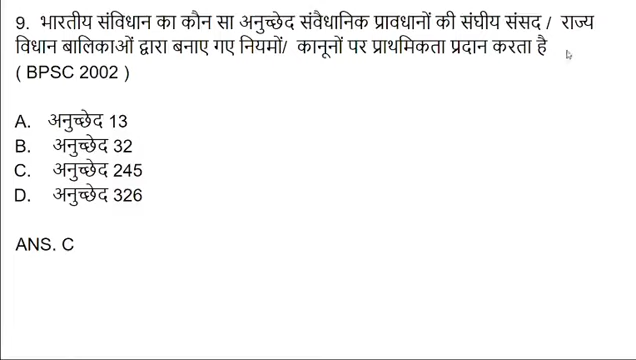 9. भारतीय संविधान का कौन सा अनुच्छेद संवैधानिक प्रावधानों की संघीय संसद / राज्य
विधान बालिकाओं द्वारा बनाए गए नियमों/ कानूनों पर प्राथमिकता प्रदान करता है
( BPSC 2002 )
A. अनुच्छेद 13
B. अनुच्छेद 32
C. अनुच्छेद 245
D. अनुच्छेद 326
ANS. C